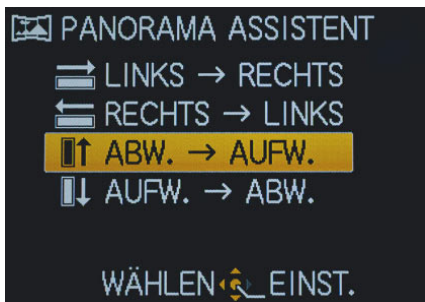 PANORAMA ASSISTENT
LINKS → RECHTS
RECHTS → LINKS
ABW. → AUFW.
AUFW. → ABW.
WÄHLEN EINST.